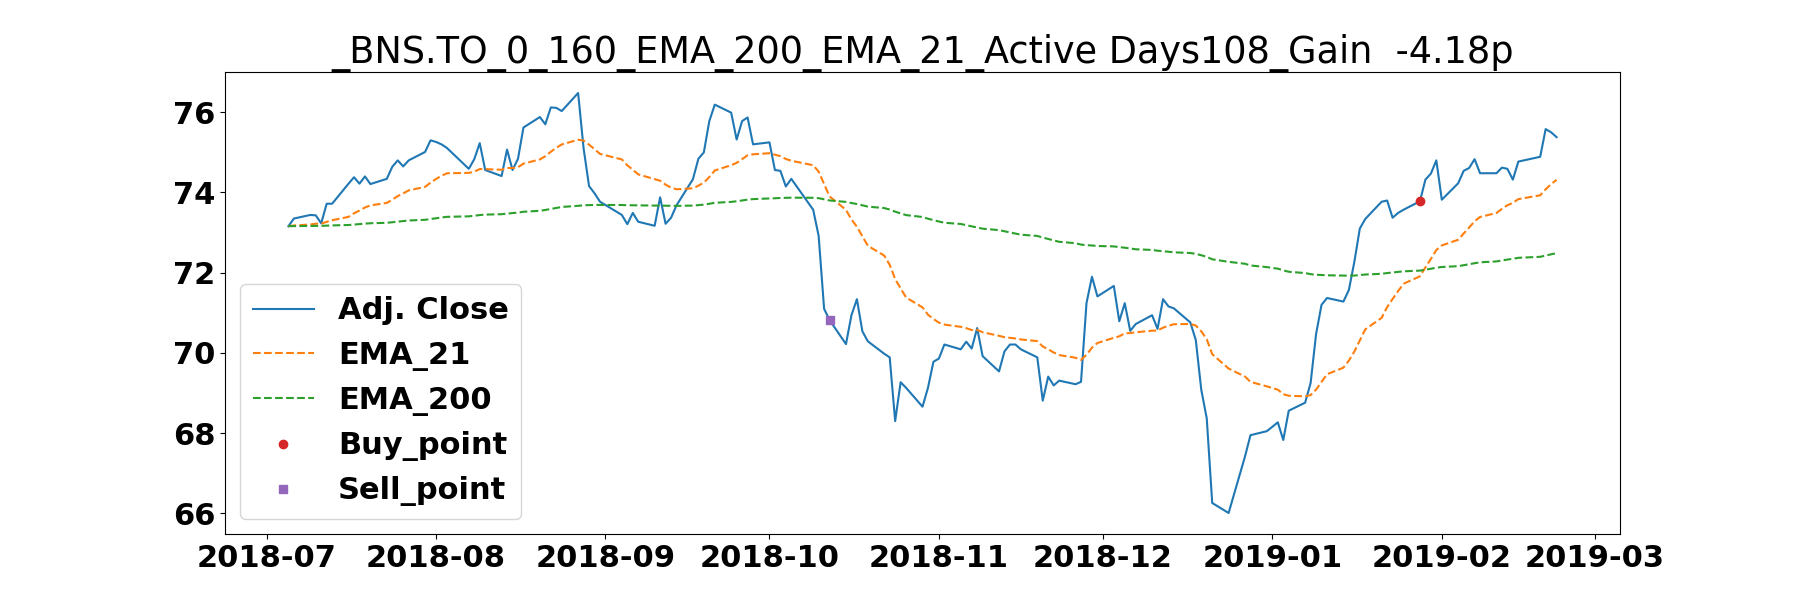 _BNS.TO_0_160_EMA_200_EMA_21_Active Days108_Gain  -4.18p
76
74
72
70
68
66
Adj. Close
EMA_21
EMA_200
Buy_point
Sell_point
2018-07 2018-08 2018-09 2018-10 2018-11 2018-12 2019-01 2019-02 2019-03